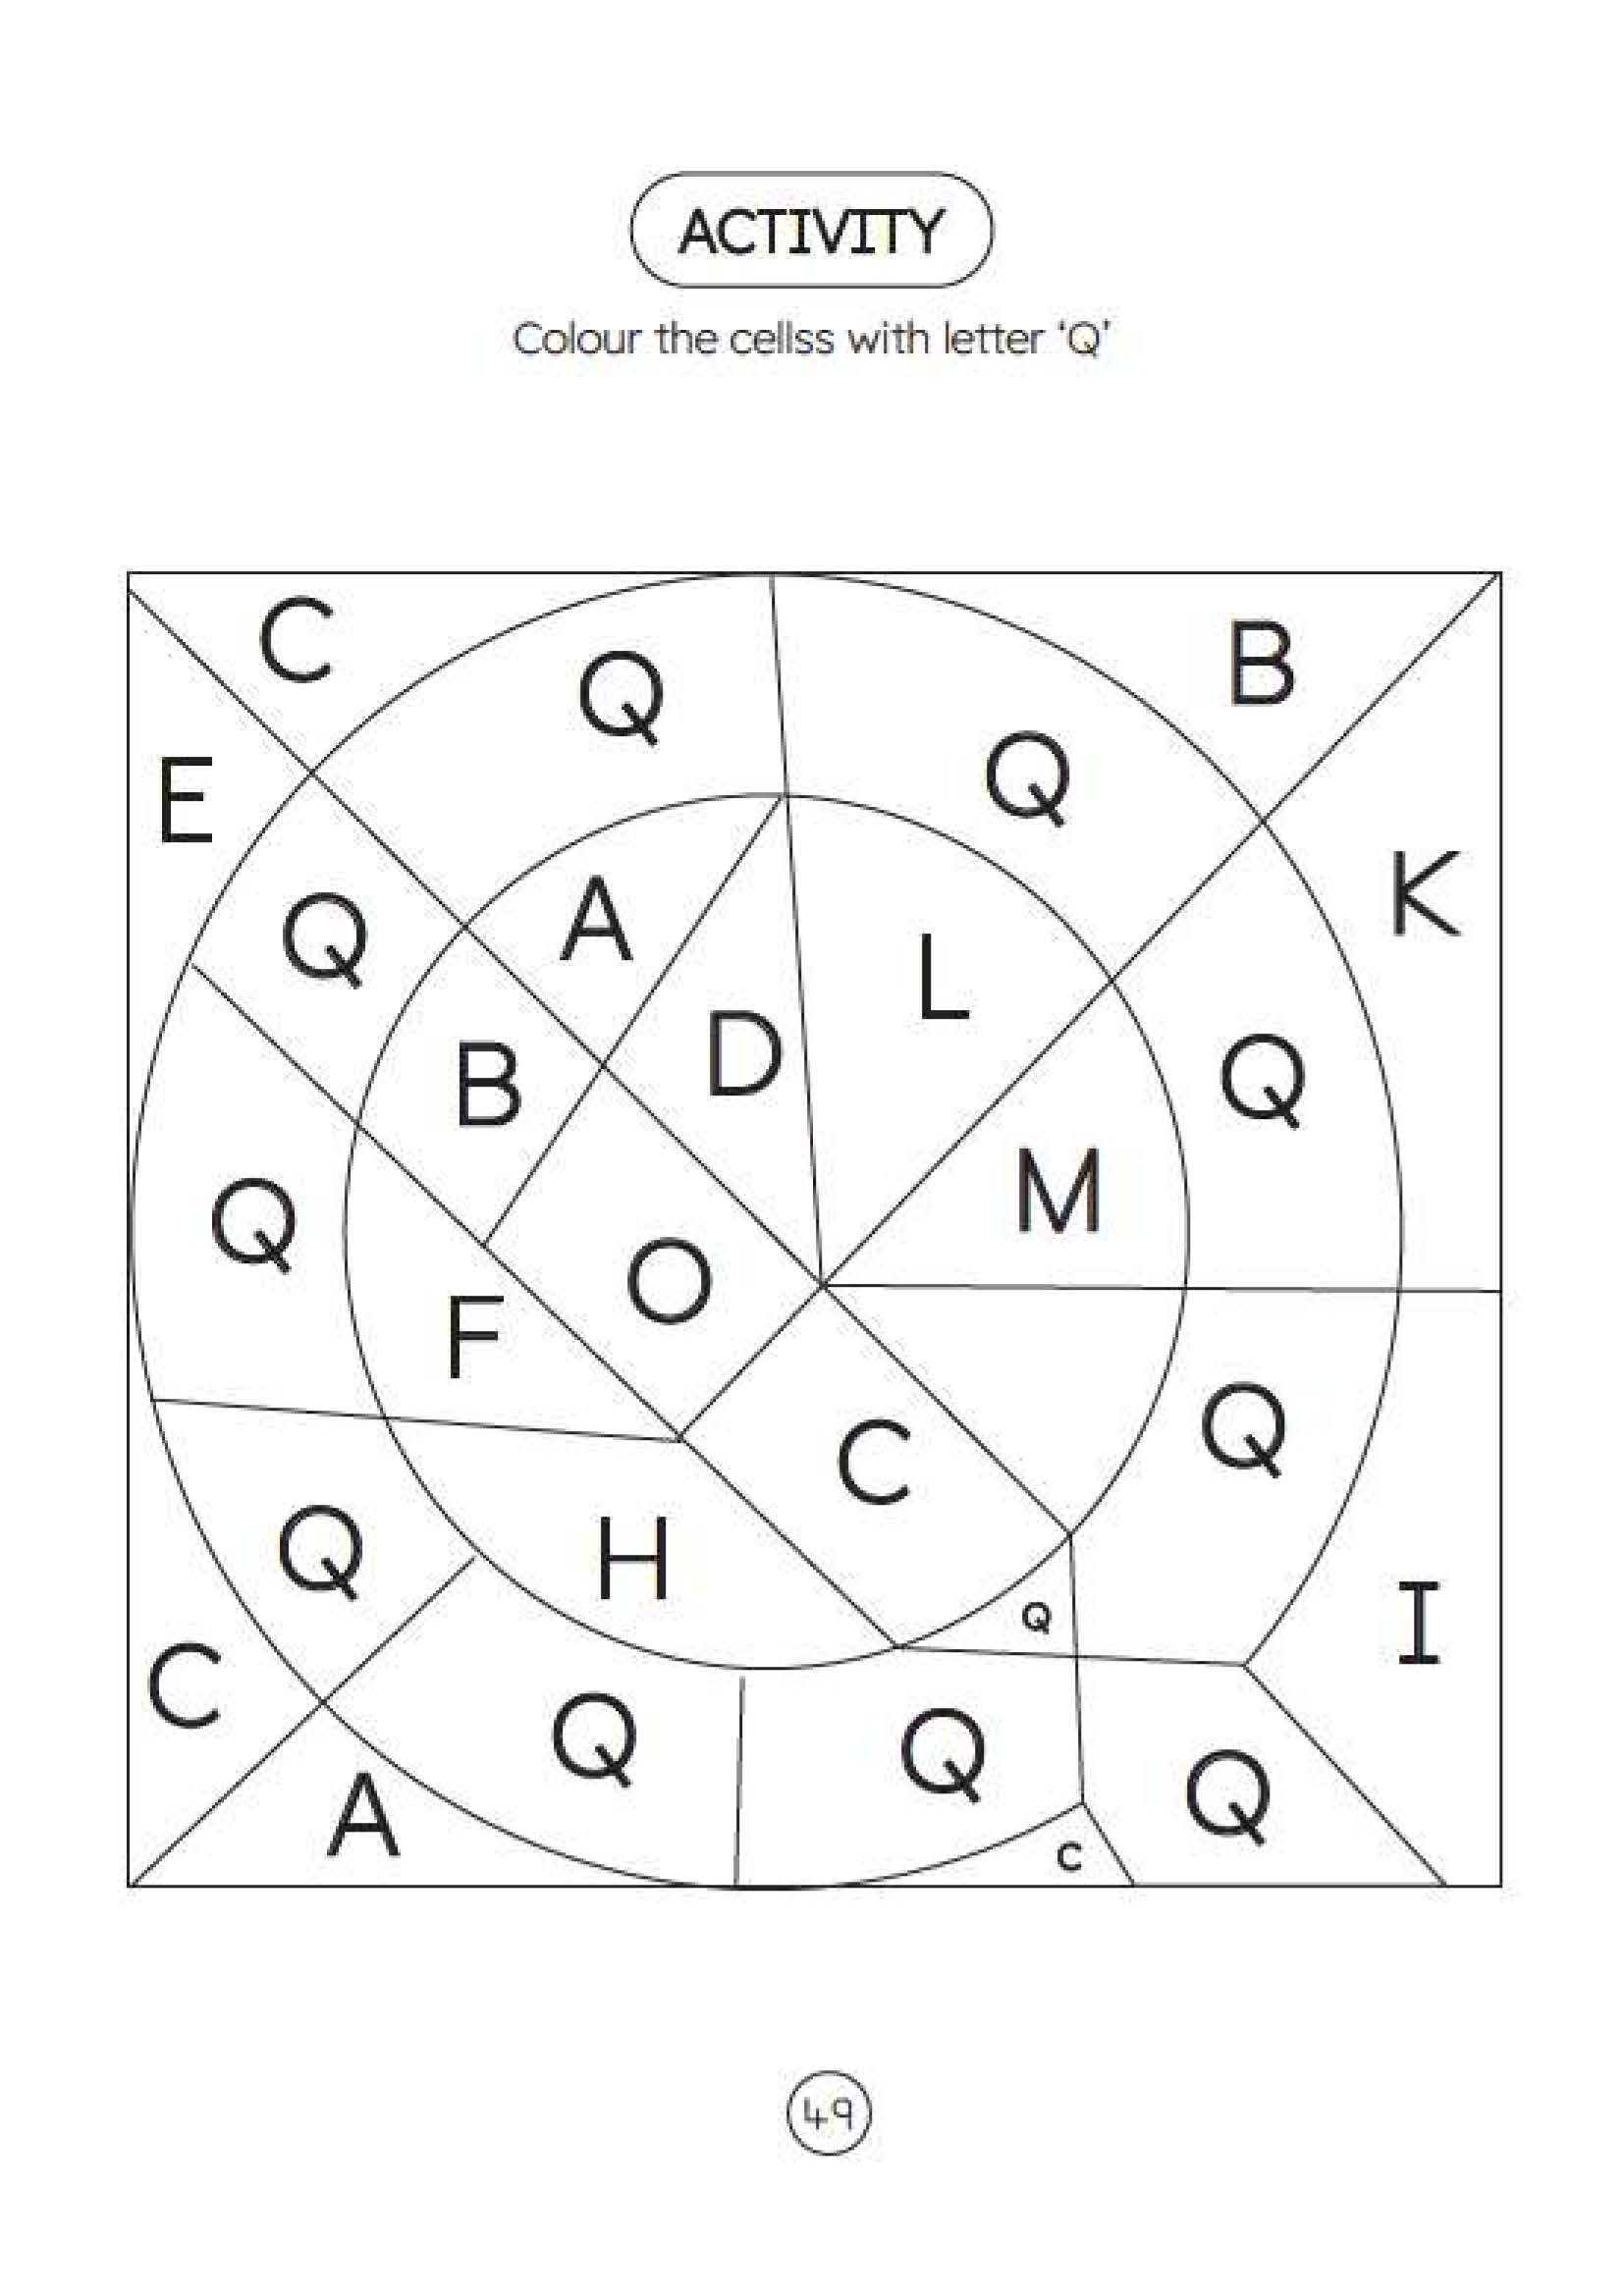 ACTIVITY
Colour the cellss with letter ‘Q’
C
Q
B
Q
E
K
Q
A
L
D
B
Q
M
Q
O
F
Q
C
Q
H
I
Q
C
Q
Q
Q
A
C
49